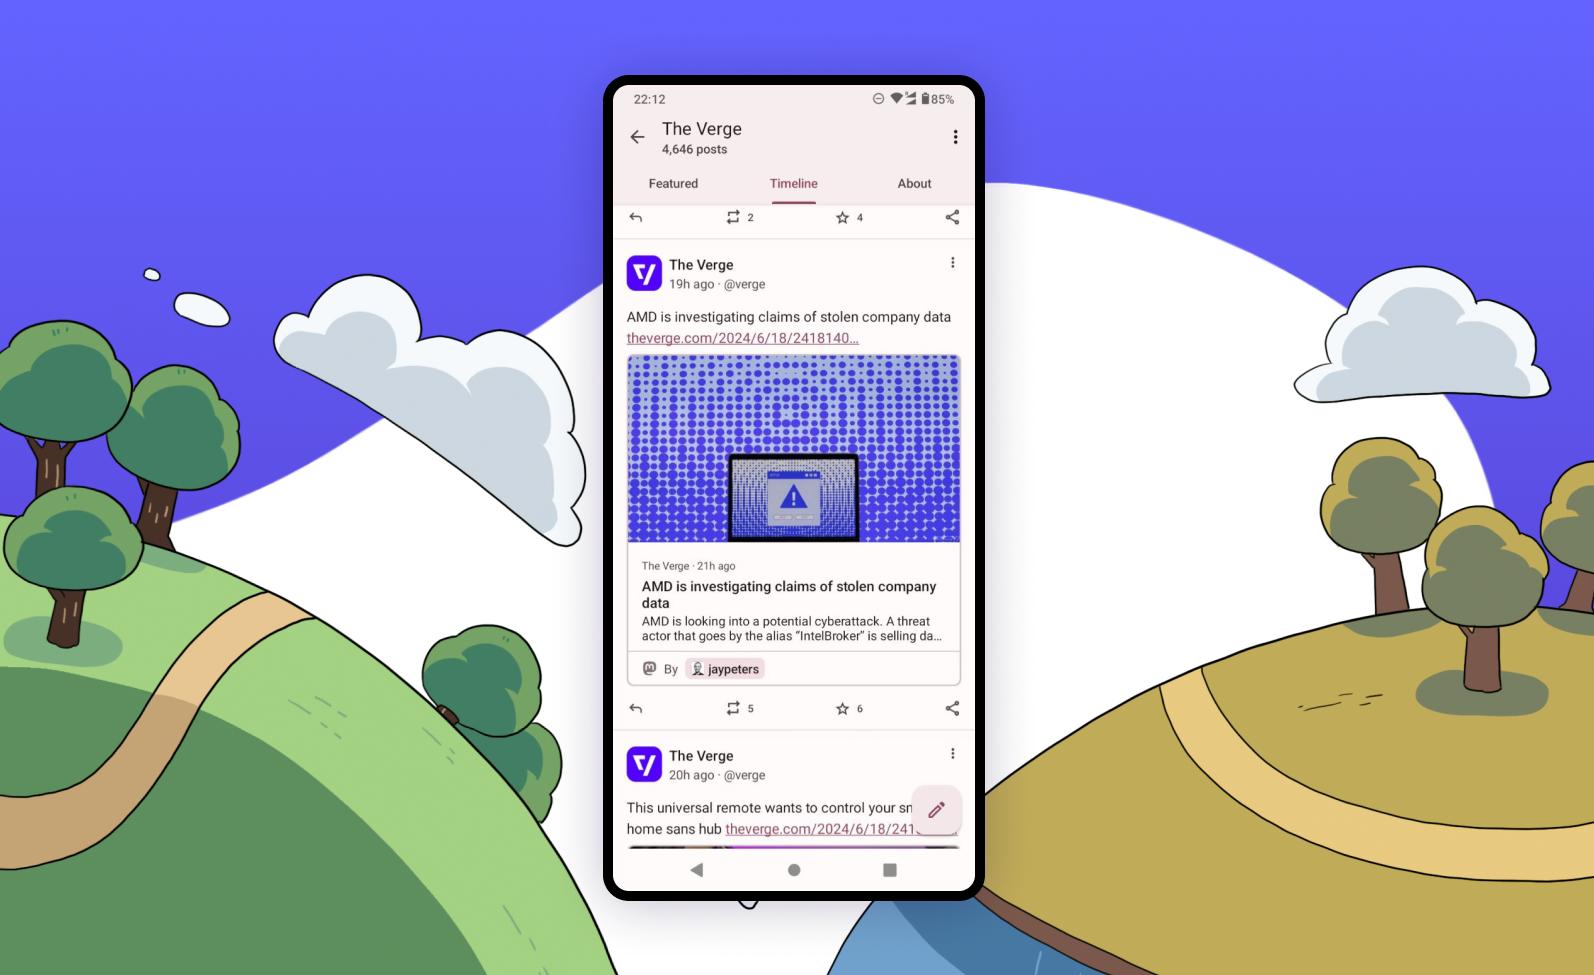 22:12
85%
The Verge
4,646 posts
Featured
Timeline
About
2
4
The Verge
19h ago · @verge
AMD is investigating claims of stolen company data
theverge.com/2024/6/18/2418140…
The Verge · 21h ago
AMD is investigating claims of stolen company
data
AMD is looking into a potential cyberattack. A threat
actor that goes by the alias “IntelBroker” is selling da…
By jaypeters
5
6
The Verge
20h ago · @verge
This universal remote wants to control your
home sans hub theverge.com/2024/6/18/241